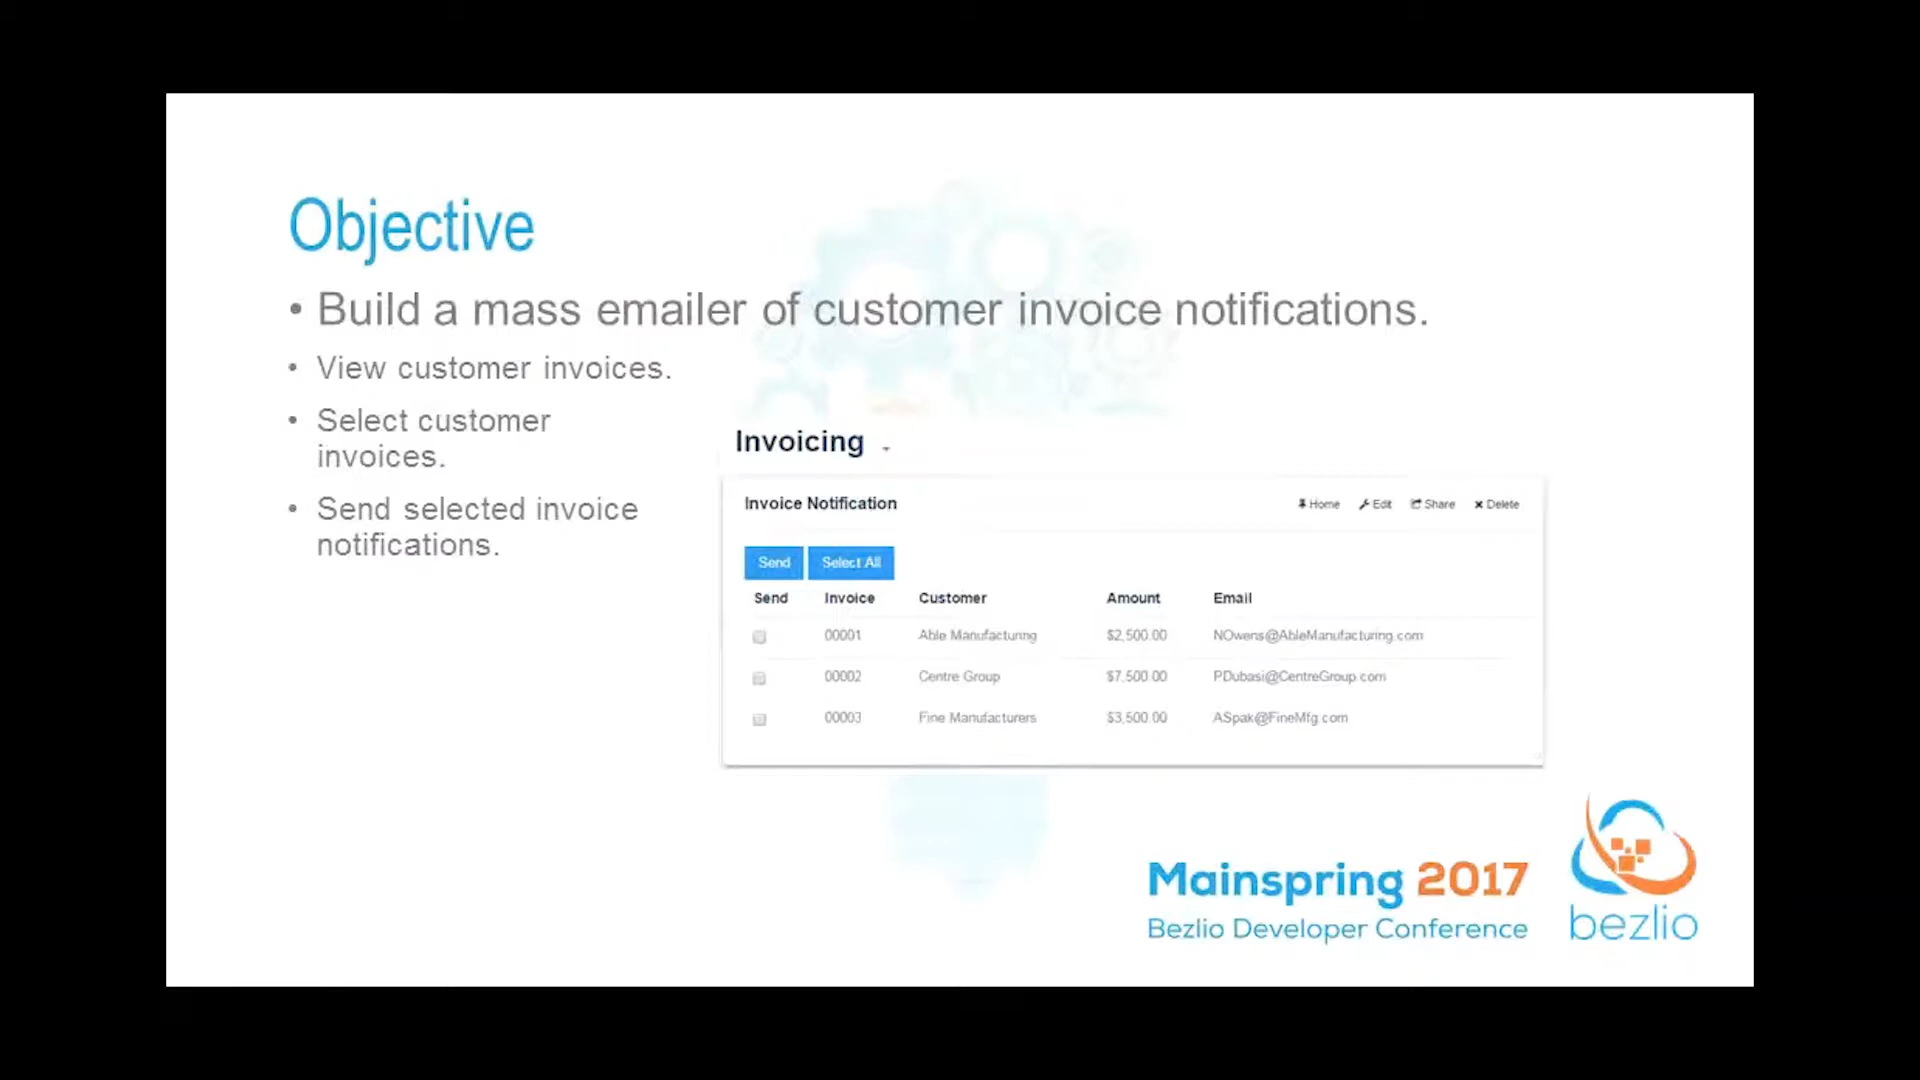 Objective
• Build a mass emailer of customer invoice notifications.
• View customer invoices.
• Select customer
invoices.
• Send selected invoice
notifications.
Invoicing
Invoice Notification Home Edit Share Delete
Send Select All
Send Invoice Customer Amount Email
00001 Able Manufacturing $2,500.00 NOwens@AbleManufacturing.com
00002 Centre Group $7,500.00 PDubasi@CentreGroup.com
00003 Fine Manufacturers $3,500.00 ASpak@FineMfg.com
Mainspring 2017
Bezlio Developer Conference
bezlio